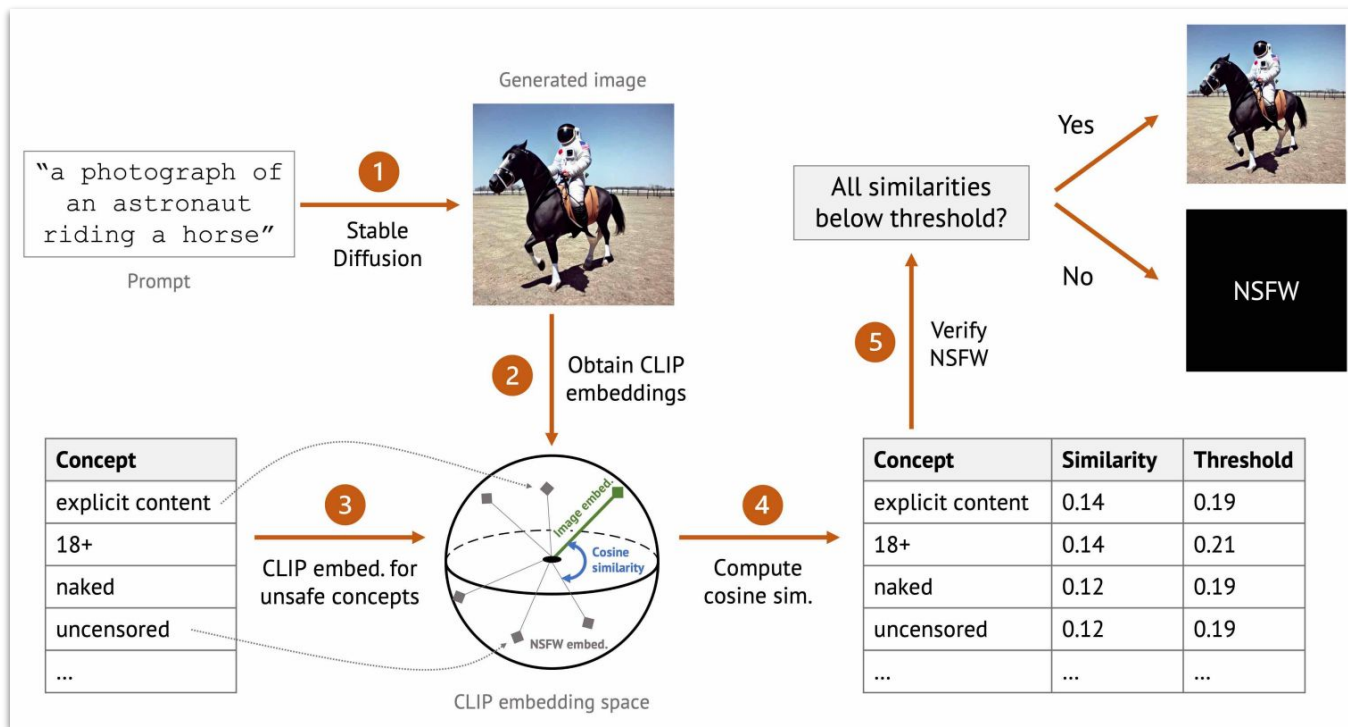 Generated image
“a photograph of
an astronaut
riding a horse”
Prompt
1
Stable
Diffusion
2
Obtain CLIP
embeddings
Concept
explicit content
18+
naked
uncensored
...
3
CLIP embed. for
unsafe concepts
Image embed.
Cosine
similarity
NSFW embed.
CLIP embedding space
4
Compute
cosine sim.
Concept Similarity Threshold
explicit content 0.14 0.19
18+ 0.14 0.21
naked 0.12 0.19
uncensored 0.12 0.19
... ... ...
5
Verify
NSFW
All similarities
below threshold?
Yes
No
NSFW